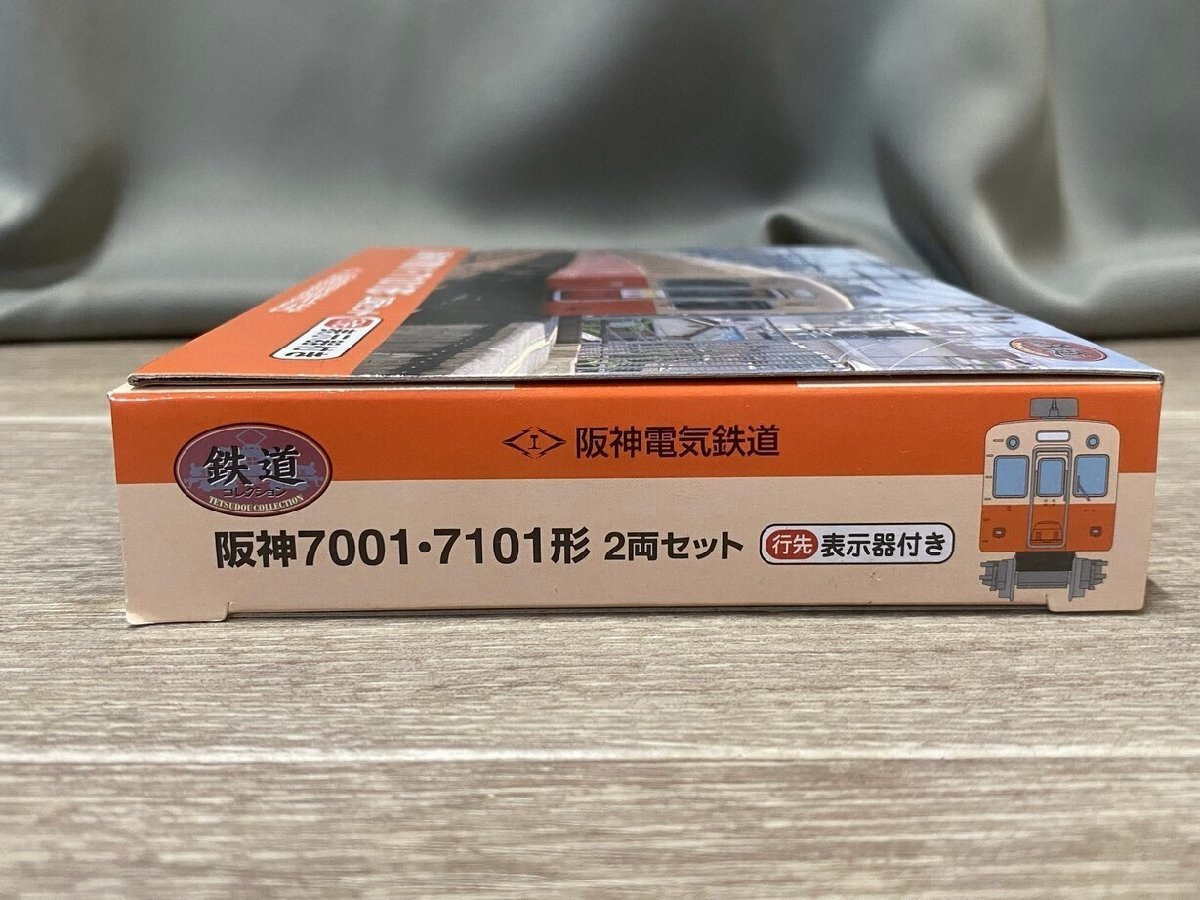 鉄道
コレクション
TETSUDOU COLLECTION
阪神電気鉄道
阪神7001・7101形 2両セット 行先 表示器付き